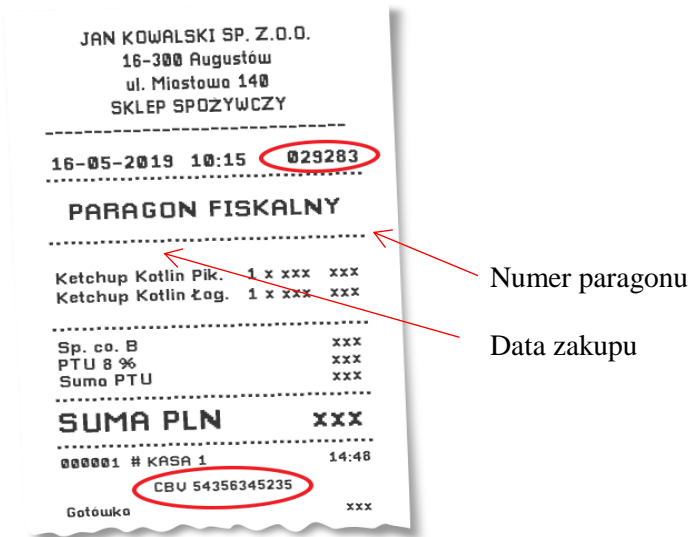 JAN KOWALSKI SP. Z.O.O.
16-300 Augustów
ul. Miastowa 140
SKLEP SPOŻYWCZY
16-05-2019 10:15 029283
PARAGON FISKALNY
Ketchup Kotlin Pik. 1 x xxx xxx
Ketchup Kotlin Łag. 1 x xxx xxx
Numer paragonu
Data zakupu
Sp. co. B xxx
PTU 8 % xxx
Suma PTU xxx
SUMA PLN xxx
000001 # KASA 1 14:48
CBU 54356345235
Gotówka xxx